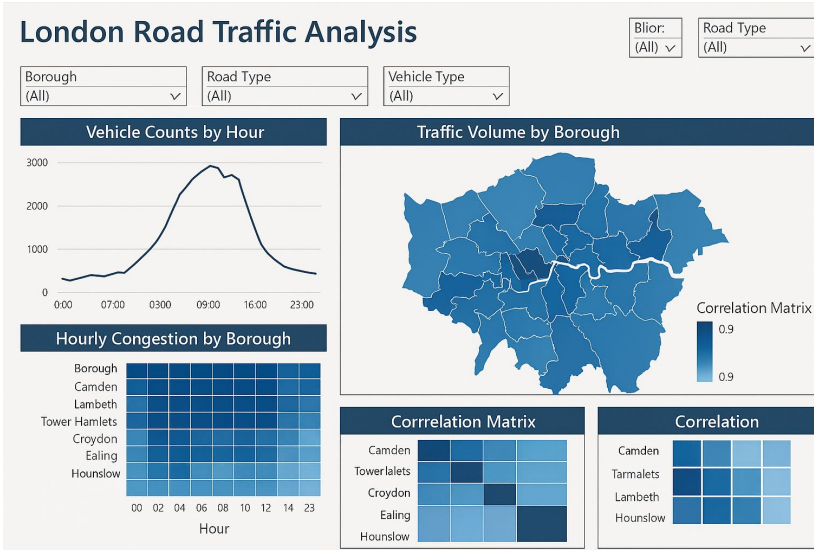 London Road Traffic Analysis
Blior:
(All)
Road Type
(All)
Borough
(All)
Road Type
(All)
Vehicle Type
(All)
Vehicle Counts by Hour
3000
2000
1000
0
0:00 07:00 03:00 09:00 16:00 23:00
Traffic Volume by Borough
Correlation Matrix
0.9
0.9
Hourly Congestion by Borough
Borough
Camden
Lambeth
Tower Hamlets
Croydon
Ealing
Hounslow
00 02 04 06 08 10 12 14 23
Hour
Corrrelation Matrix
Camden
Towerlalets
Croydon
Ealing
Hounslow
Correlation
Camden
Tarmalets
Lambeth
Hounslow